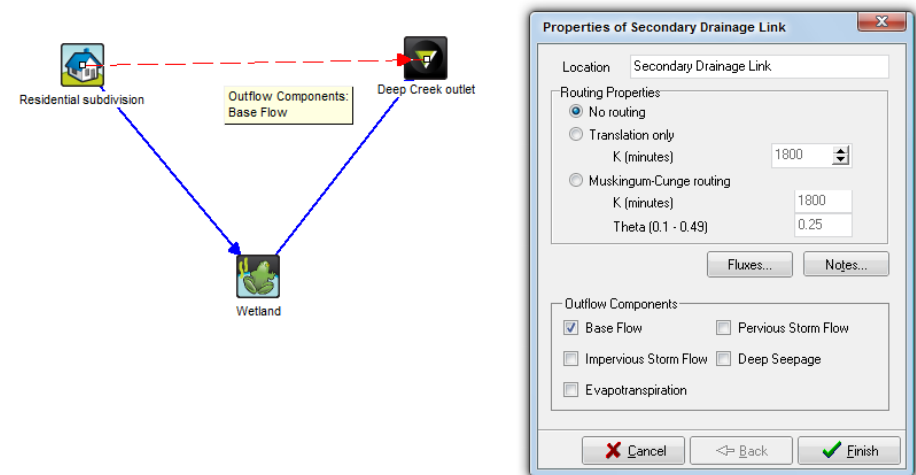 Residential subdivision
Deep Creek outlet
Outflow Components:
Base Flow
Wetland
Properties of Secondary Drainage Link
Location Secondary Drainage Link
Routing Properties
No routing
Translation only
K (minutes) 1800
Muskingum-Cunge routing
K (minutes) 1800
Theta (0.1 - 0.49) 0.25
Fluxes... Notes...
Outflow Components
Base Flow Pervious Storm Flow
Impervious Storm Flow Deep Seepage
Evapotranspiration
Cancel Back Finish